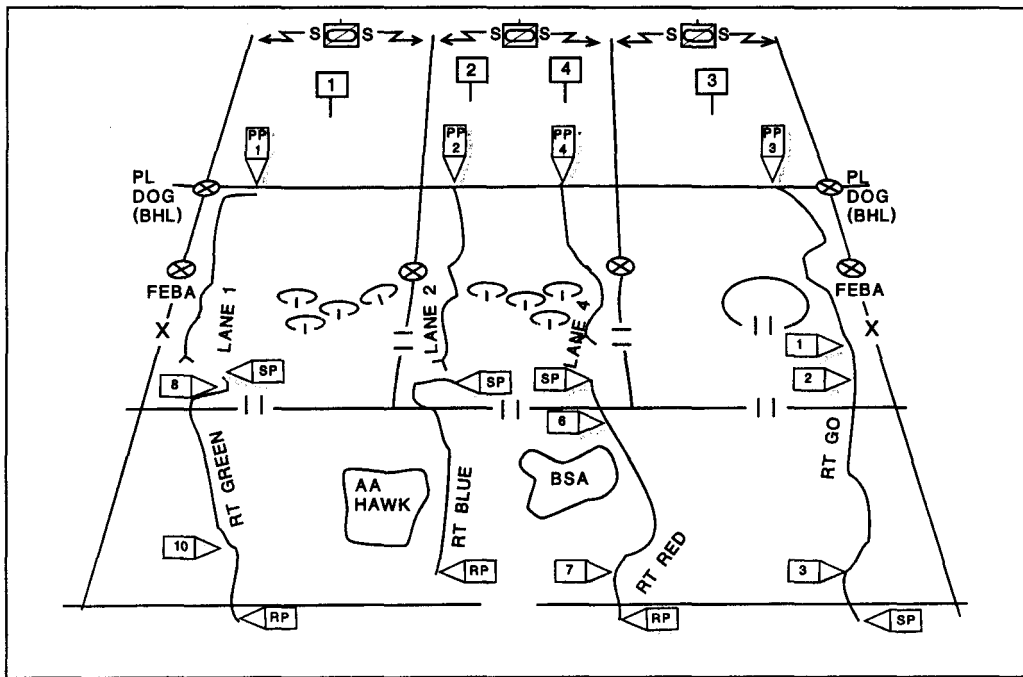 S S
S S
S S
1
2
4
3
PP
1
PP
2
PP
4
PP
3
PL
DOG
(BHL)
PL
DOG
(BHL)
FEBA
FEBA
X
X
LANE 1
LANE 2
LANE 4
1
2
8
SP
SP
SP
6
RT GREEN
RT BLUE
RT RED
RT GO
AA
HAWK
BSA
10
RP
7
3
RP
RP
SP